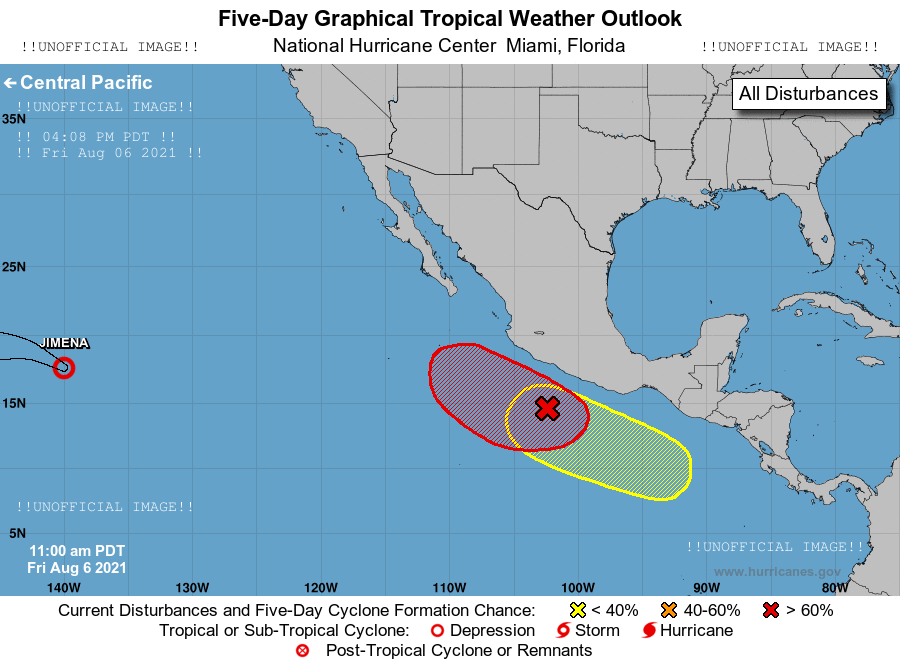 Five-Day Graphical Tropical Weather Outlook
!!UNOFFICIAL IMAGE!! National Hurricane Center Miami, Florida !!UNOFFICIAL IMAGE!!
← Central Pacific
All Disturbances
!!UNOFFICIAL IMAGE!!
35N
!! 04:08 PM PDT !!
!! Fri Aug 06 2021 !!
25N
JIMENA
15N
!!UNOFFICIAL IMAGE!!
5N
!!UNOFFICIAL IMAGE!!
11:00 am PDT
Fri Aug 6 2021
www.hurricanes.gov
140W 130W 120W 110W 100W 90W 80W
Current Disturbances and Five-Day Cyclone Formation Chance: < 40% 40-60% > 60%
Tropical or Sub-Tropical Cyclone: Depression Storm Hurricane
Post-Tropical Cyclone or Remnants